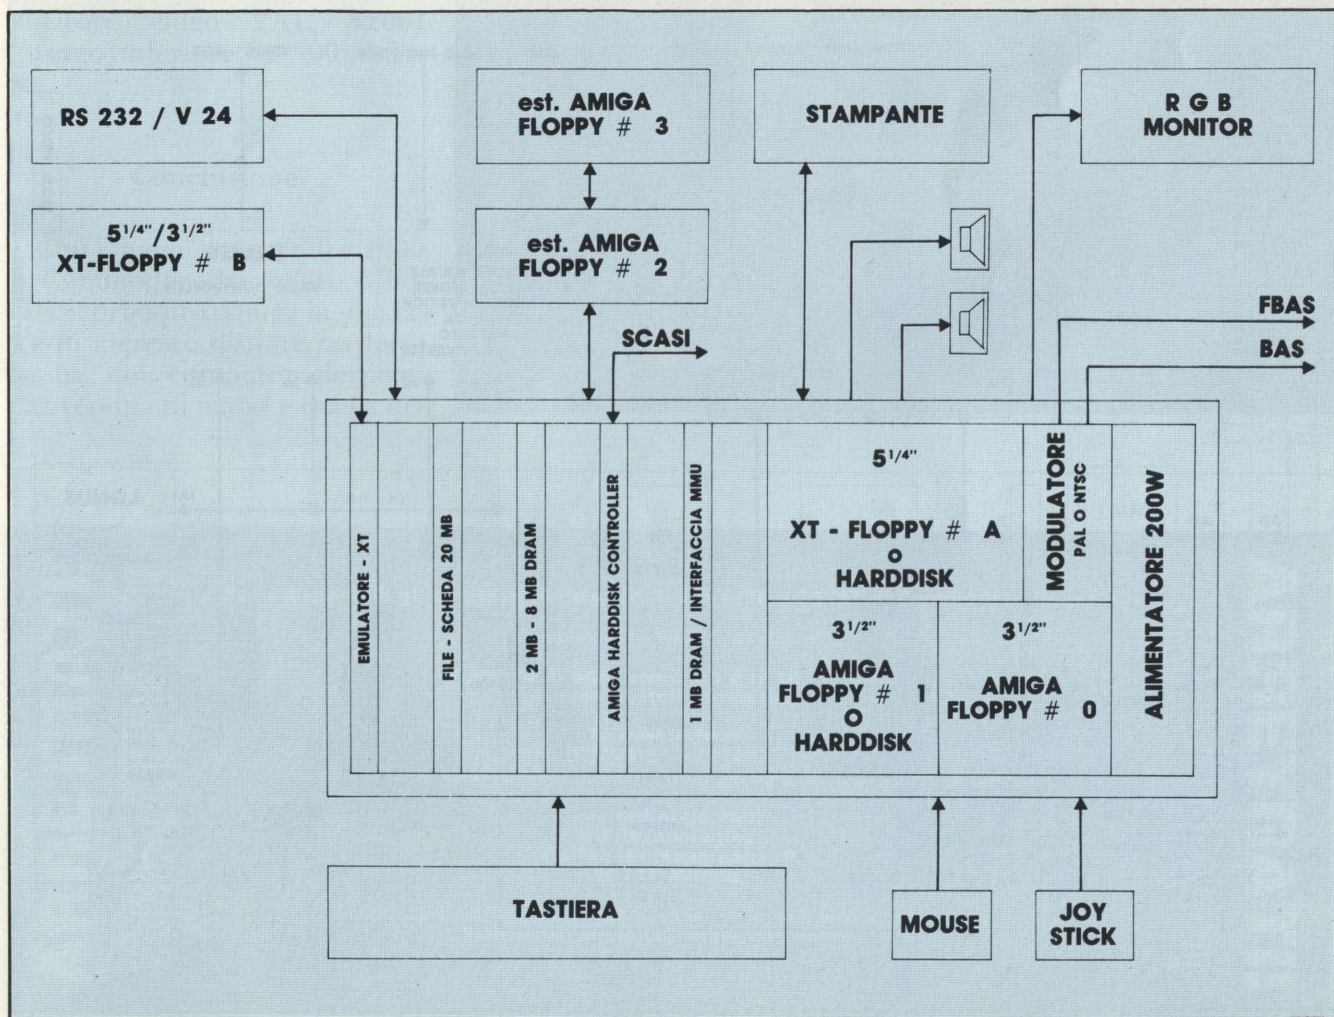 RS 232 / V 24
est. AMIGA
FLOPPY # 3
STAMPANTE
R G B
MONITOR
5 1/4" / 3 1/2"
XT-FLOPPY # B
est. AMIGA
FLOPPY # 2
SCASI
FBAS
BAS
EMULATORE - XT
FILE - SCHEDA 20 MB
2 MB - 8 MB DRAM
AMIGA HARDDISK CONTROLLER
1 MB DRAM / INTERFACCIA MMU
5 1/4"
XT - FLOPPY # A
O
HARDDISK
MODULATORE
PAL O NTSC
ALIMENTATORE 200W
3 1/2"
AMIGA
FLOPPY # 1
O
HARDDISK
3 1/2"
AMIGA
FLOPPY # 0
TASTIERA
MOUSE
JOY
STICK